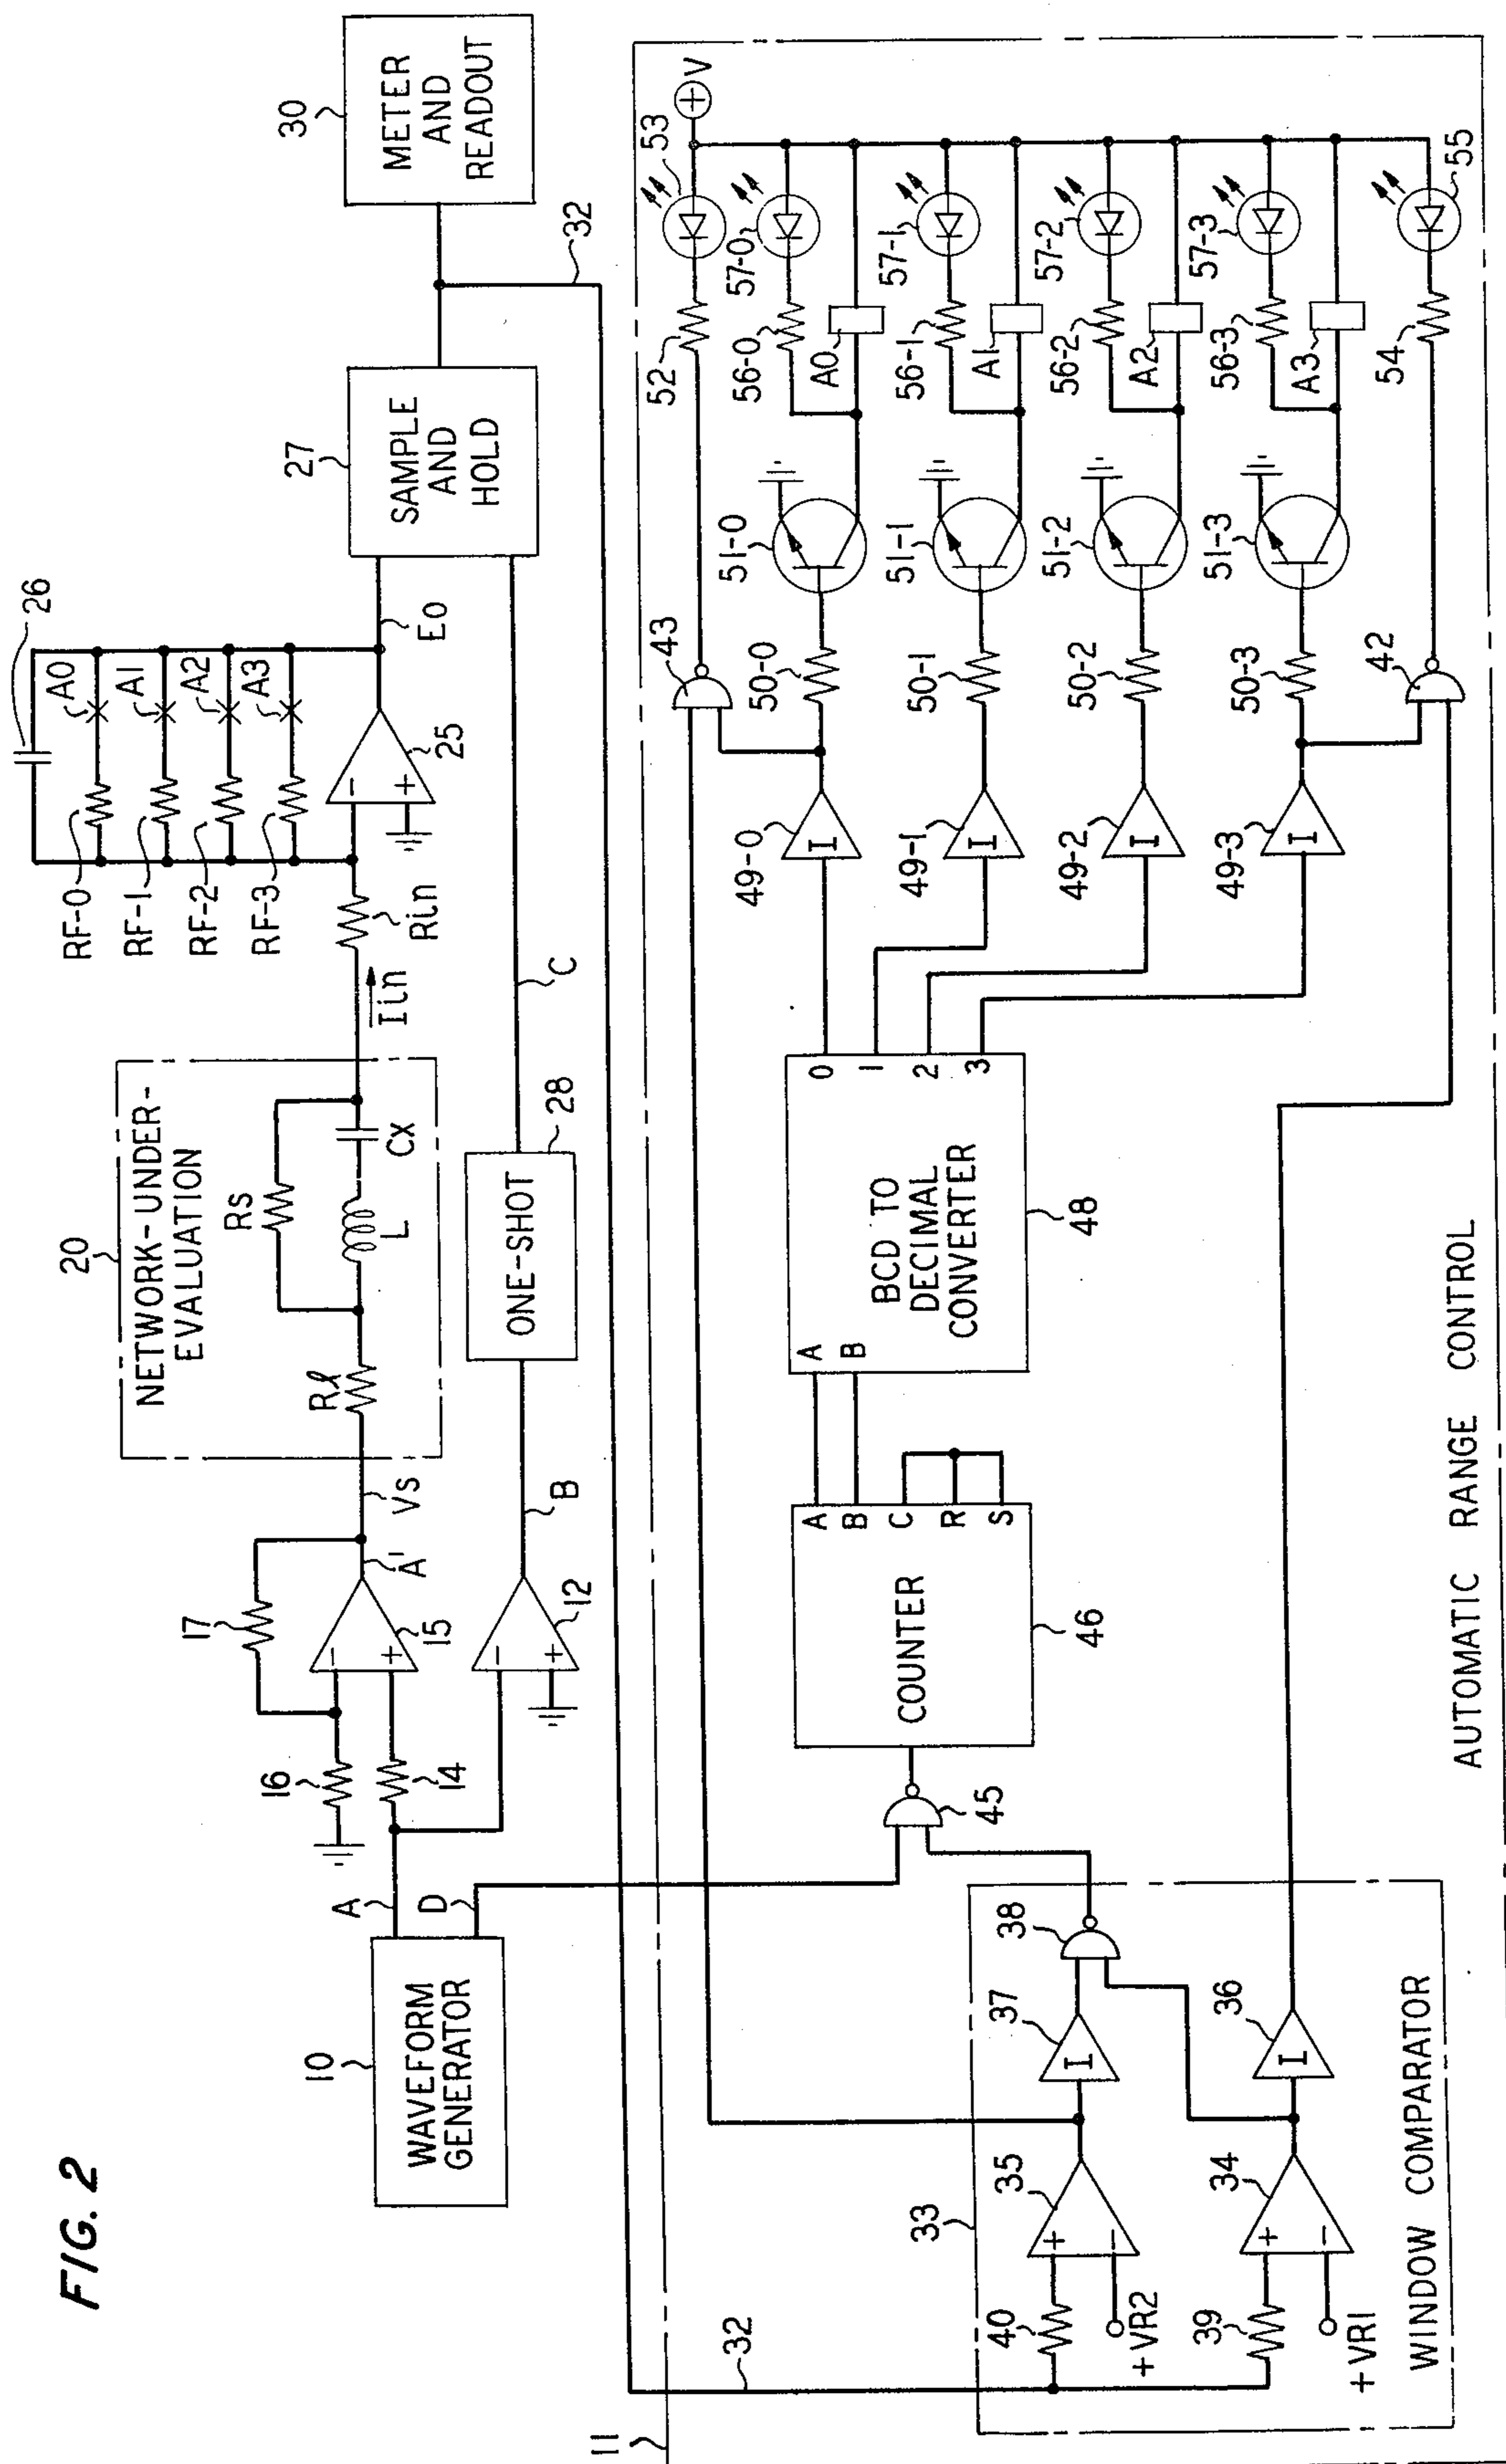 FIG. 2
10
WAVEFORM
GENERATOR
A
D
16
14
17
15
-
+
A'
Vs
12
-
+
B
20
NETWORK-UNDER-
EVALUATION
Rℓ
Rs
L
Cx
ONE-SHOT
28
C
Iin
Rin
RF-0
RF-1
RF-2
RF-3
26
A0
A1
A2
A3
-
+
25
Eo
27
SAMPLE
AND
HOLD
30
METER
AND
READOUT
32
11
32
33
40
39
+VR2
+VR1
35
+
-
34
+
-
37
I
36
I
38
WINDOW COMPARATOR
45
COUNTER
46
A
B
C
R
S
A
B
BCD TO
DECIMAL
CONVERTER
48
0
1
2
3
49-0
I
49-1
I
49-2
I
49-3
I
43
42
50-0
50-1
50-2
50-3
51-0
51-1
51-2
51-3
52
53
+
V
56-0
57-0
A0
56-1
57-1
A1
56-2
57-2
A2
56-3
57-3
A3
54
55
AUTOMATIC RANGE CONTROL